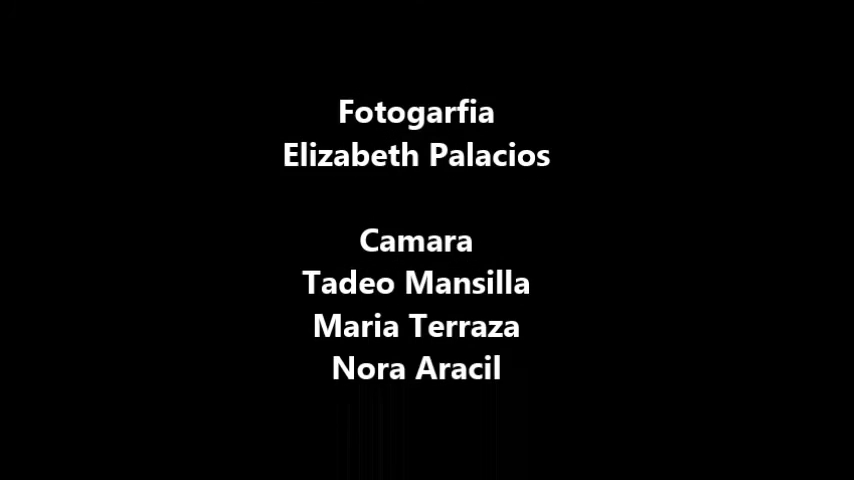 Fotogarfia
Elizabeth Palacios
Camara
Tadeo Mansilla
Maria Terraza
Nora Aracil